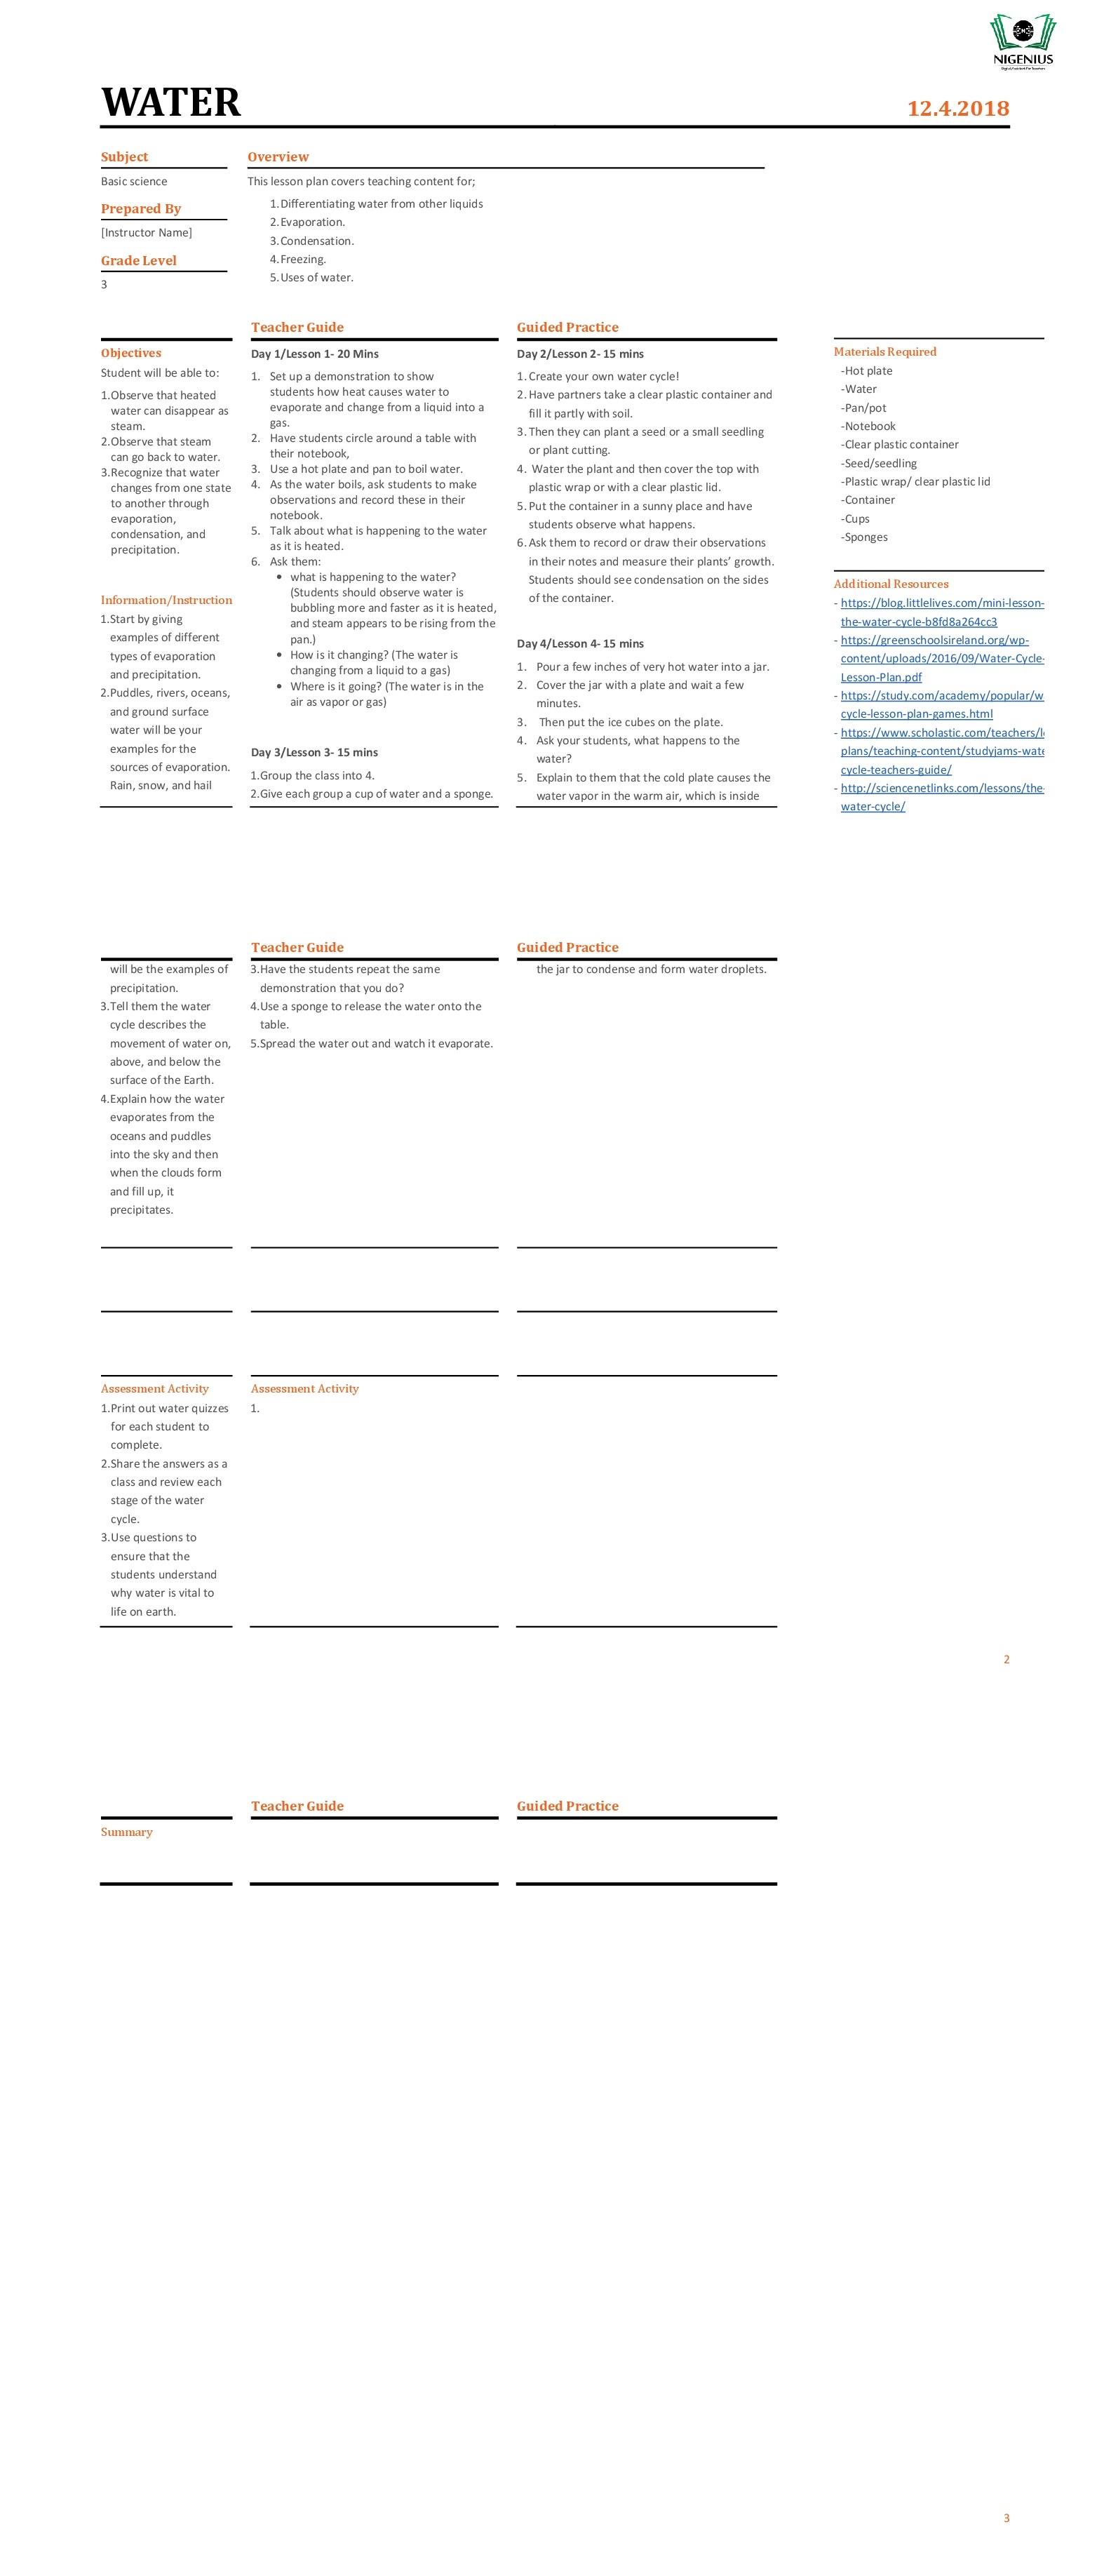 NIGENIUS
Digital Assistant For Teachers
WATER
12.4.2018
Subject
Basic science
Prepared By
[Instructor Name]
Grade Level
3
Overview
This lesson plan covers teaching content for;
1.Differentiating water from other liquids
2.Evaporation.
3.Condensation.
4.Freezing.
5.Uses of water.
Objectives
Student will be able to:
1.Observe that heated
water can disappear as
steam.
2.Observe that steam
can go back to water.
3.Recognize that water
changes from one state
to another through
evaporation,
condensation, and
precipitation.
Information/Instruction
1.Start by giving
examples of different
types of evaporation
and precipitation.
2.Puddles, rivers, oceans,
and ground surface
water will be your
examples for the
sources of evaporation.
Rain, snow, and hail
Teacher Guide
Day 1/Lesson 1- 20 Mins
1. Set up a demonstration to show
students how heat causes water to
evaporate and change from a liquid into a
gas.
2. Have students circle around a table with
their notebook,
3. Use a hot plate and pan to boil water.
4. As the water boils, ask students to make
observations and record these in their
notebook.
5. Talk about what is happening to the water
as it is heated.
6. Ask them:
• what is happening to the water?
(Students should observe water is
bubbling more and faster as it is heated,
and steam appears to be rising from the
pan.)
• How is it changing? (The water is
changing from a liquid to a gas)
• Where is it going? (The water is in the
air as vapor or gas)
Day 3/Lesson 3- 15 mins
1.Group the class into 4.
2.Give each group a cup of water and a sponge.
Guided Practice
Day 2/Lesson 2- 15 mins
1. Create your own water cycle!
2. Have partners take a clear plastic container and
fill it partly with soil.
3. Then they can plant a seed or a small seedling
or plant cutting.
4. Water the plant and then cover the top with
plastic wrap or with a clear plastic lid.
5. Put the container in a sunny place and have
students observe what happens.
6. Ask them to record or draw their observations
in their notes and measure their plants’ growth.
Students should see condensation on the sides
of the container.
Day 4/Lesson 4- 15 mins
1. Pour a few inches of very hot water into a jar.
2. Cover the jar with a plate and wait a few
minutes.
3. Then put the ice cubes on the plate.
4. Ask your students, what happens to the
water?
5. Explain to them that the cold plate causes the
water vapor in the warm air, which is inside
Materials Required
-Hot plate
-Water
-Pan/pot
-Notebook
-Clear plastic container
-Seed/seedling
-Plastic wrap/ clear plastic lid
-Container
-Cups
-Sponges
Additional Resources
- https://blog.littlelives.com/mini-lesson-
the-water-cycle-b8fd8a264cc3
- https://greenschoolsireland.org/wp-
content/uploads/2016/09/Water-Cycle-
Lesson-Plan.pdf
- https://study.com/academy/popular/w
cycle-lesson-plan-games.html
- https://www.scholastic.com/teachers/l
plans/teaching-content/studyjams-wate
cycle-teachers-guide/
- http://sciencenetlinks.com/lessons/the-
water-cycle/
Teacher Guide
Guided Practice
will be the examples of
precipitation.
3.Tell them the water
cycle describes the
movement of water on,
above, and below the
surface of the Earth.
4.Explain how the water
evaporates from the
oceans and puddles
into the sky and then
when the clouds form
and fill up, it
precipitates.
3.Have the students repeat the same
demonstration that you do?
4.Use a sponge to release the water onto the
table.
5.Spread the water out and watch it evaporate.
the jar to condense and form water droplets.
Assessment Activity
1.Print out water quizzes
for each student to
complete.
2.Share the answers as a
class and review each
stage of the water
cycle.
3.Use questions to
ensure that the
students understand
why water is vital to
life on earth.
Assessment Activity
1.
2
Teacher Guide
Guided Practice
Summary
3